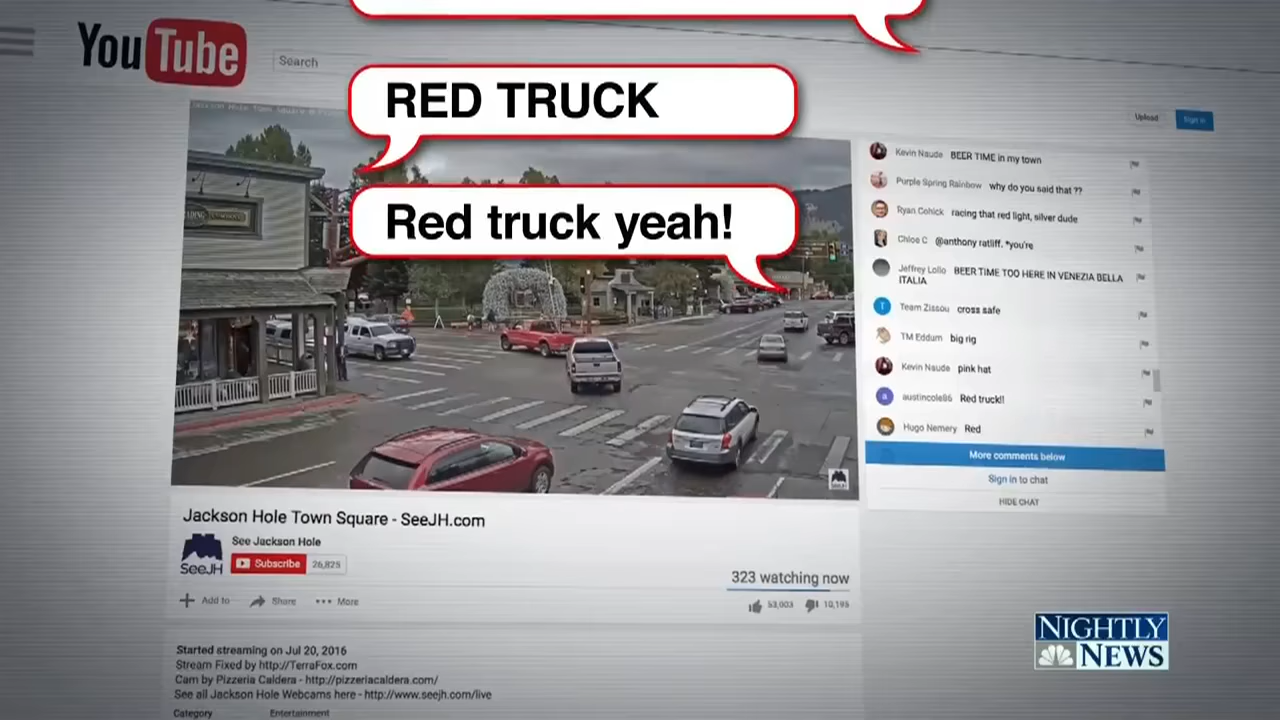 YouTube
Search
RED TRUCK
Red truck yeah!
Upload
Sign in
Kevin Naude BEER TIME in my town
Purple Spring Rainbow why do you said that ??
Ryan Cohick racing that red light, silver dude
Chloe C @anthony ratliff. *you're
Jeffrey Lollo BEER TIME TOO HERE IN VENEZIA BELLA
ITALIA
T
Team Zissou cross safe
TM Eddum big rig
Kevin Naude pink hat
a
austincole86 Red truck!!
Hugo Nemery Red
More comments below
Sign in to chat
HIDE CHAT
SeeJH
Jackson Hole Town Square - SeeJH.com
See Jackson Hole
SeeJH
Subscribe 26,825
323 watching now
Add to Share More
53,003 10,195
Started streaming on Jul 20, 2016
Stream Fixed by http://TerraFox.com
Cam by Pizzeria Caldera - http://pizzeriacaldera.com/
See all Jackson Hole Webcams here - http://www.seejh.com/live
Category Entertainment
NIGHTLY
NEWS